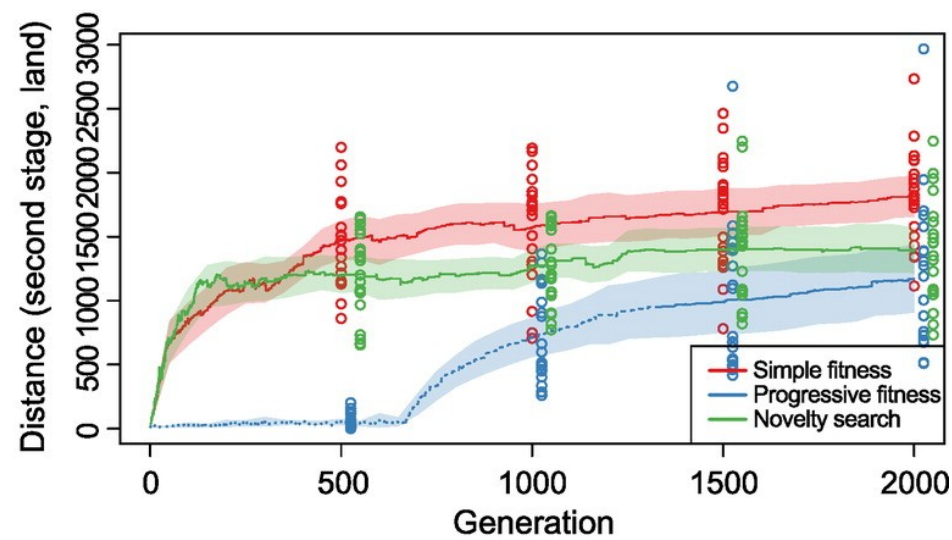 Distance (second stage, land)
3000
2500
2000
1500
1000
500
0
0 500 1000 1500 2000
Generation
Simple fitness
Progressive fitness
Novelty search